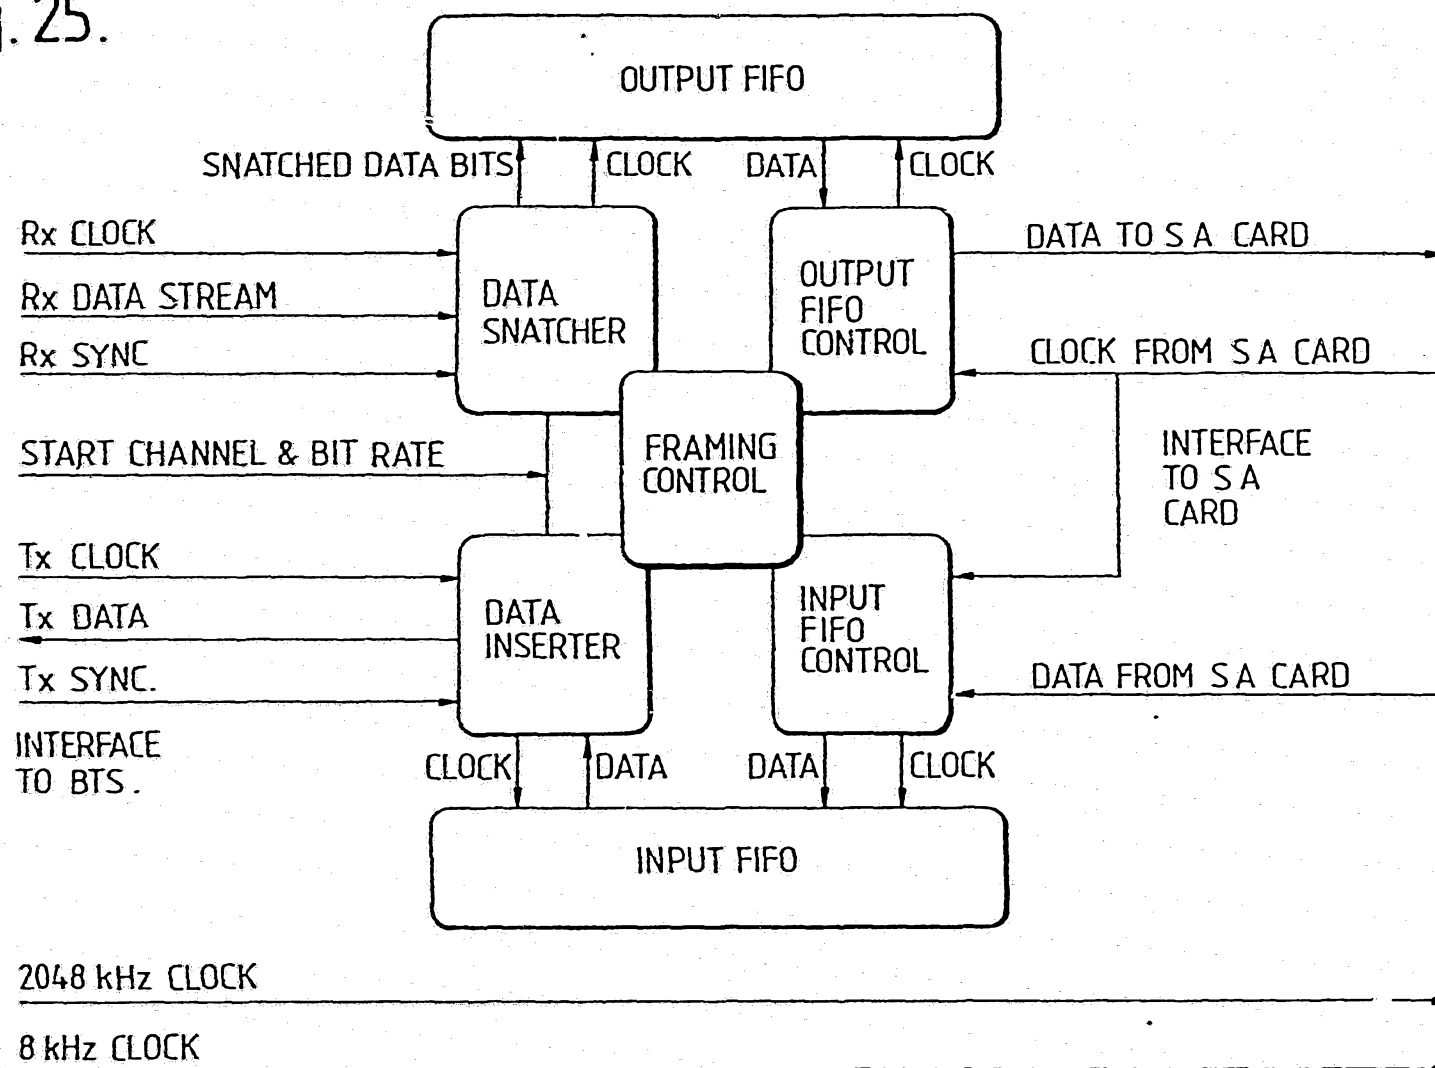 . 25.
OUTPUT FIFO
SNATCHED DATA BITS
CLOCK
DATA
CLOCK
Rx CLOCK
Rx DATA STREAM
Rx SYNC
DATA
SNATCHER
OUTPUT
FIFO
CONTROL
DATA TO S A CARD
CLOCK FROM S A CARD
START CHANNEL & BIT RATE
FRAMING
CONTROL
INTERFACE
TO S A
CARD
Tx CLOCK
Tx DATA
Tx SYNC.
DATA
INSERTER
INPUT
FIFO
CONTROL
DATA FROM S A CARD
INTERFACE
TO BTS.
CLOCK
DATA
DATA
CLOCK
INPUT FIFO
2048 kHz CLOCK
8 kHz CLOCK